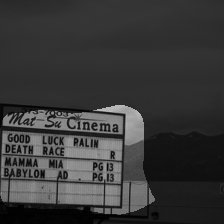 Mat-Su Cinema
GOOD LUCK RALIN
DEATH RACE R
MAMMA MIA PG.13
BABYLON AD PG.13